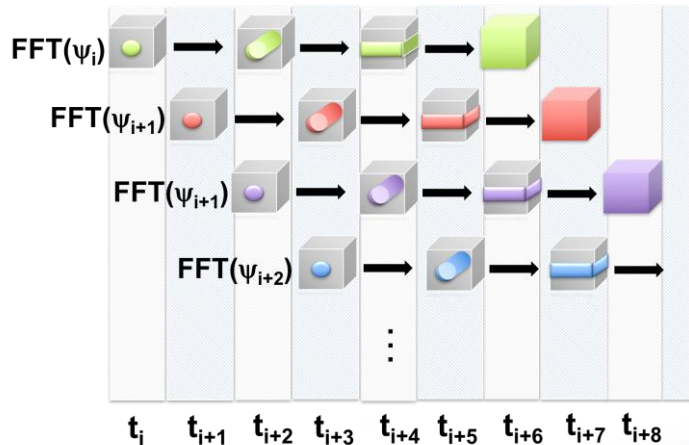 FFT(ψi)
FFT(ψi+1)
FFT(ψi+1)
FFT(ψi+2)
ti ti+1 ti+2 ti+3 ti+4 ti+5 ti+6 ti+7 ti+8